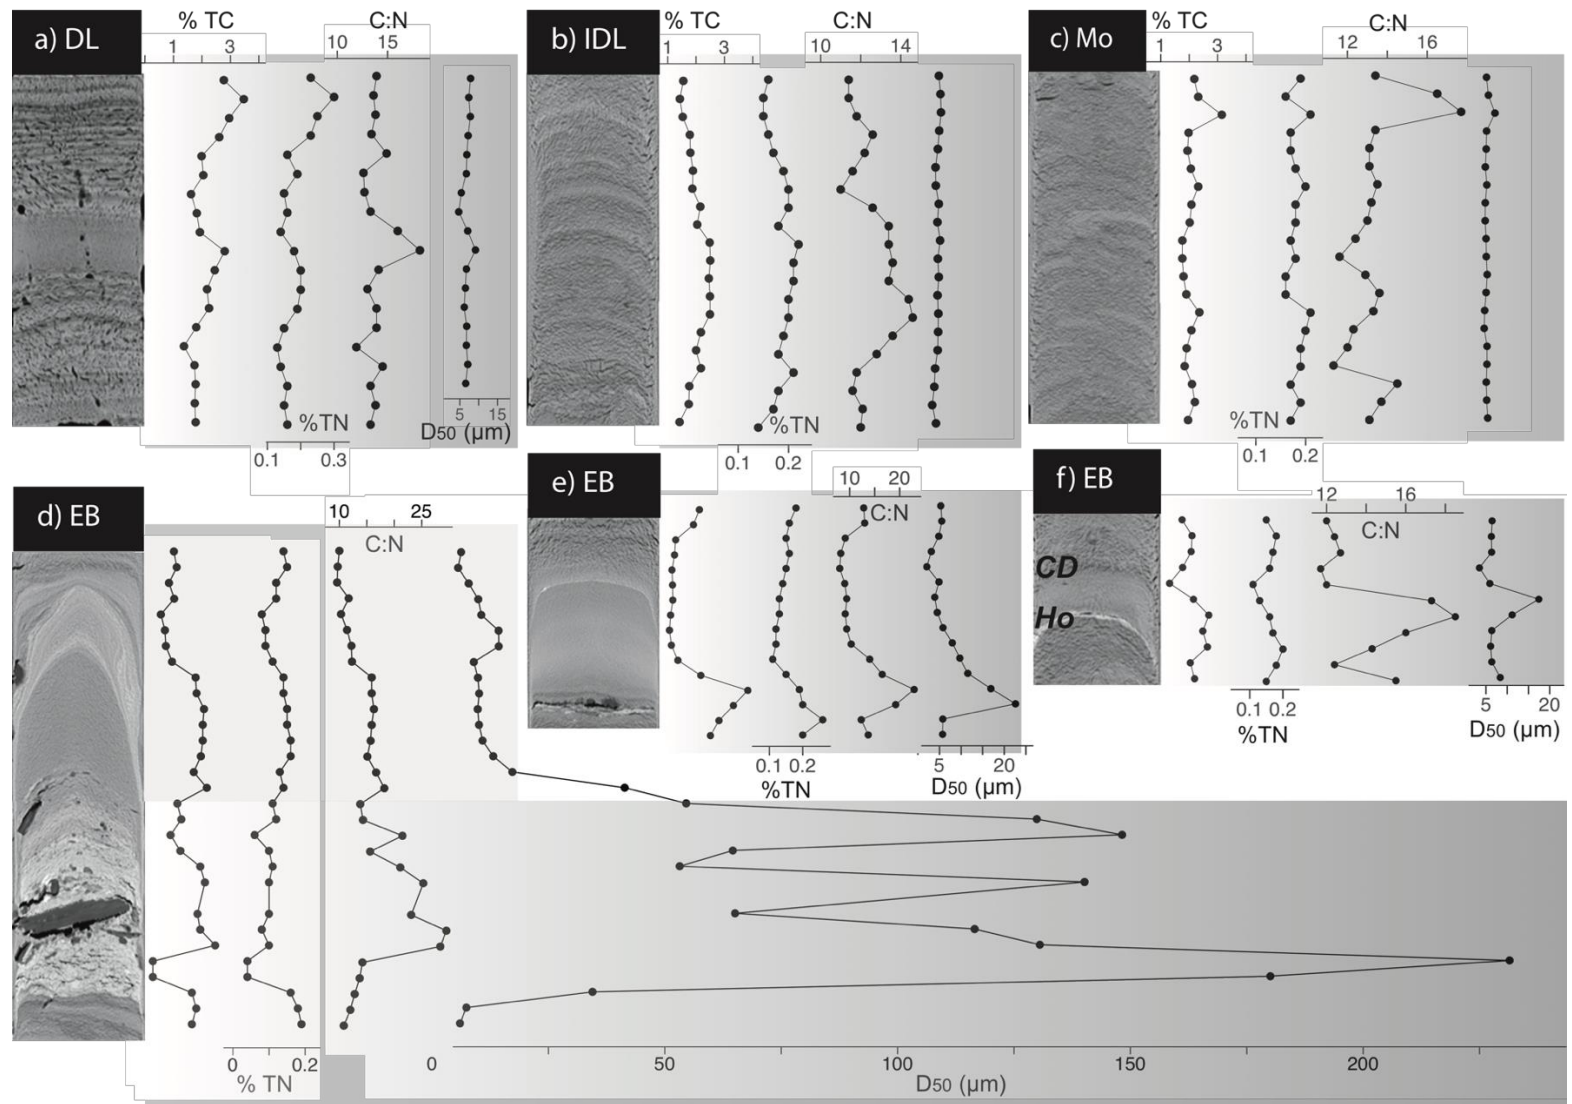 a) DL
% TC
1 3
C:N
10 15
%TN
0.1 0.3
5 15
D50 (µm)
b) IDL
% TC
1 3
C:N
10 14
%TN
0.1 0.2
c) Mo
% TC
1 3
C:N
12 16
%TN
0.1 0.2
d) EB
10 25
C:N
0 0.2
% TN
0 50 100 150 200
D50 (µm)
e) EB
10 20
C:N
0.1 0.2
%TN
5 20
D50 (µm)
f) EB
CD
Ho
12 16
C:N
0.1 0.2
%TN
5 20
D50 (µm)